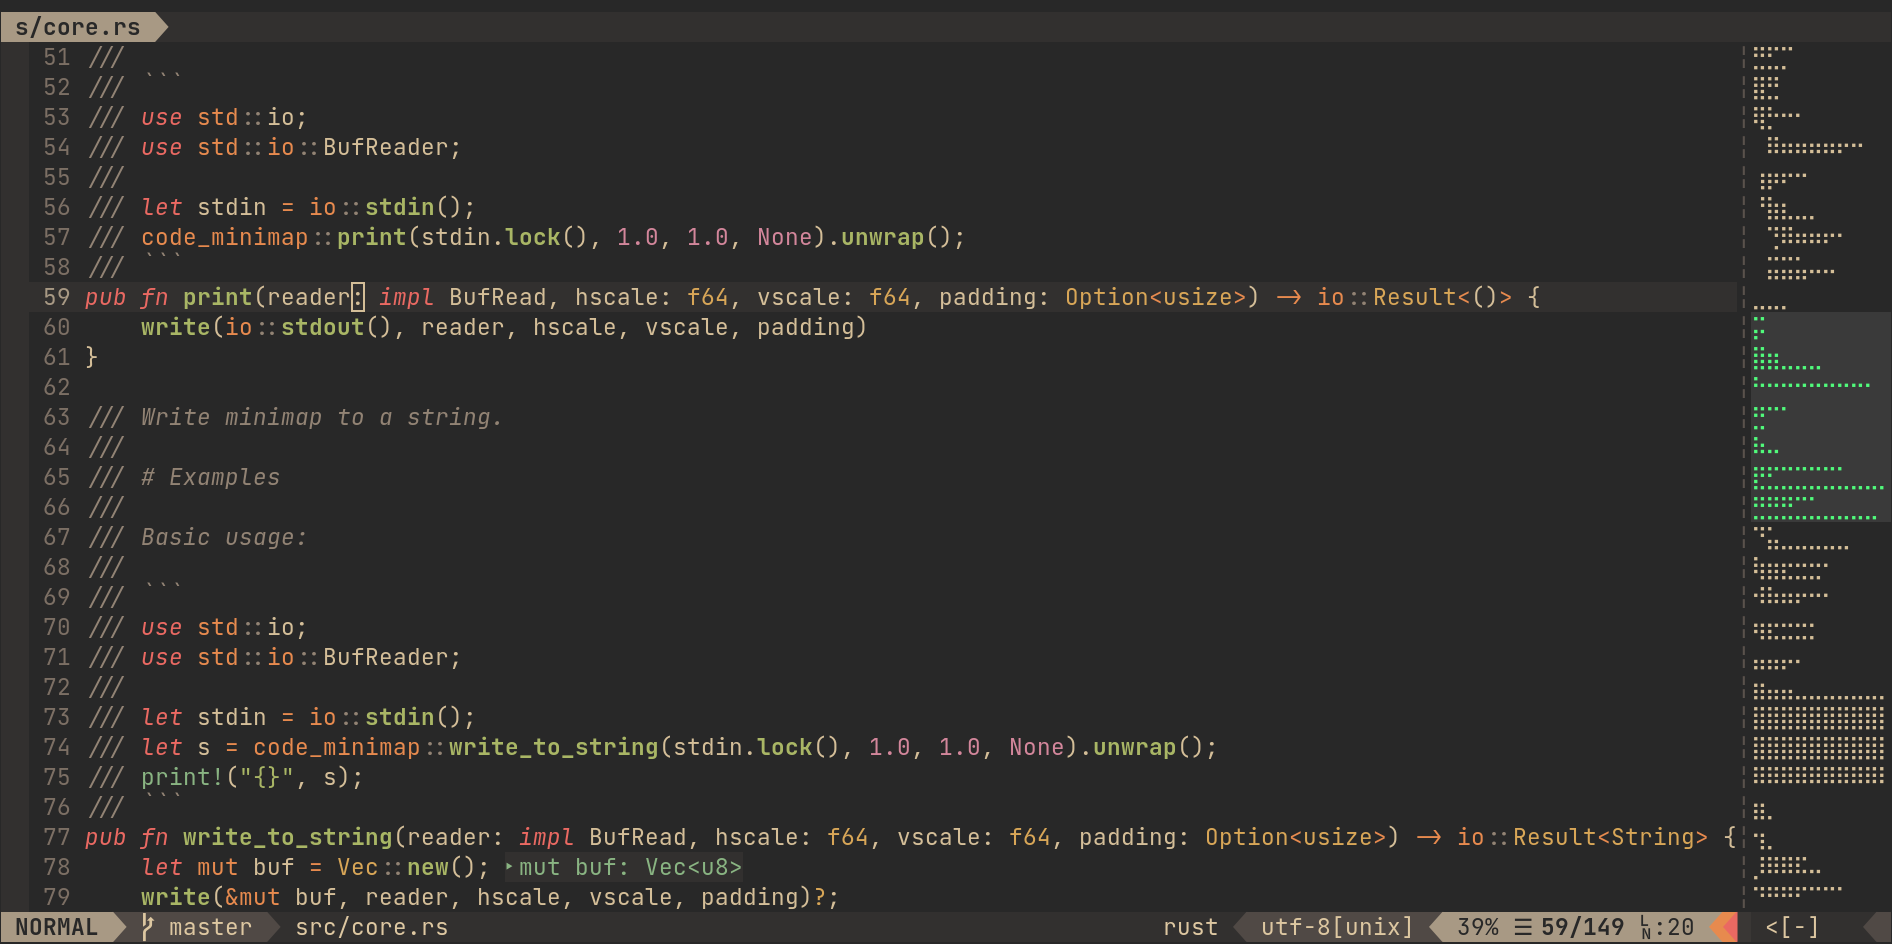 s/core.rs
51 ///
52 /// ```
53 /// use std::io;
54 /// use std::io::BufReader;
55 ///
56 /// let stdin = io::stdin();
57 /// code_minimap::print(stdin.lock(), 1.0, 1.0, None).unwrap();
58 /// ```
59 pub fn print(reader: impl BufRead, hscale: f64, vscale: f64, padding: Option<usize>) -> io::Result<()> {
60     write(io::stdout(), reader, hscale, vscale, padding)
61 }
62
63 /// Write minimap to a string.
64 ///
65 /// # Examples
66 ///
67 /// Basic usage:
68 ///
69 /// ```
70 /// use std::io;
71 /// use std::io::BufReader;
72 ///
73 /// let stdin = io::stdin();
74 /// let s = code_minimap::write_to_string(stdin.lock(), 1.0, 1.0, None).unwrap();
75 /// print!("{}", s);
76 /// ```
77 pub fn write_to_string(reader: impl BufRead, hscale: f64, vscale: f64, padding: Option<usize>) -> io::Result<String> {
78     let mut buf = Vec::new(); ‣mut buf: Vec<u8>
79     write(&mut buf, reader, hscale, vscale, padding)?;
NORMAL master src/core.rs rust utf-8[unix] 39% ☰ 59/149 LN:20 <[-]